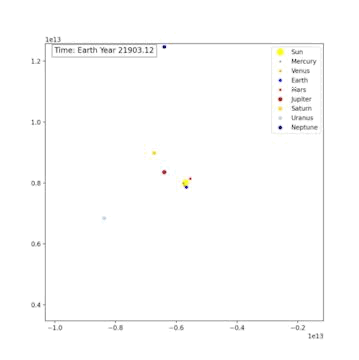 1e13
Time: Earth Year 21903.12
Sun
Mercury
Venus
Earth
Mars
Jupiter
Saturn
Uranus
Neptune
1.2
1.0
0.8
0.6
0.4
−1.0 −0.8 −0.6 −0.4 −0.2
1e13